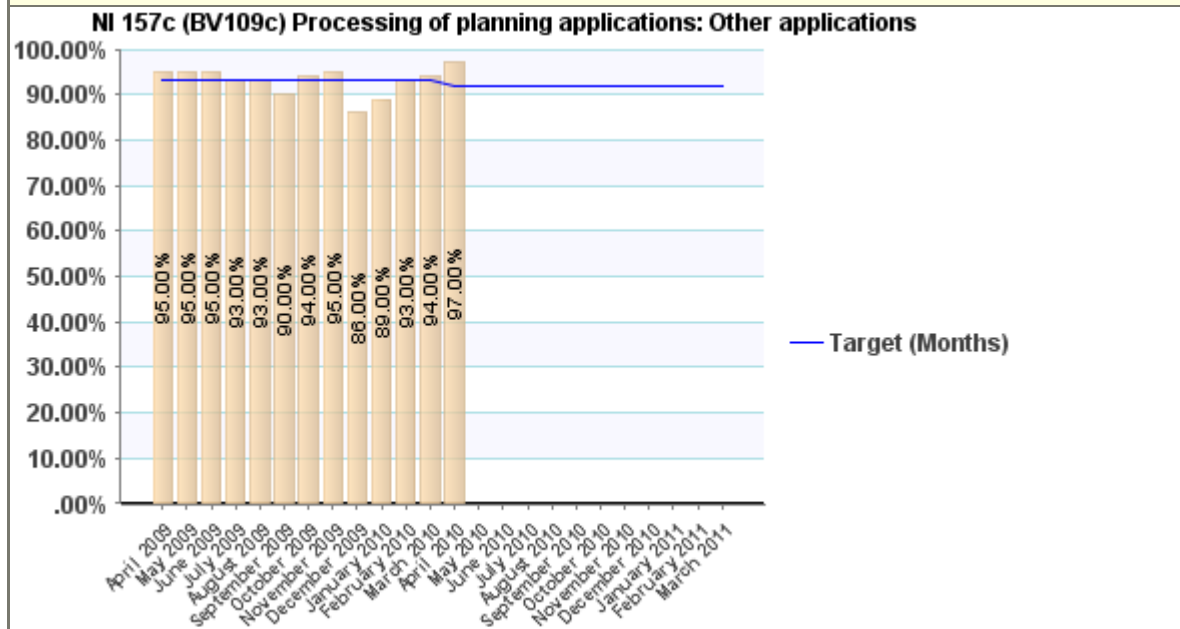 NI 157c (BV109c) Processing of planning applications: Other applications
100.00%
90.00%
80.00%
70.00%
60.00%
50.00%
40.00%
30.00%
20.00%
10.00%
.00%
95.00%
95.00%
95.00%
93.00%
93.00%
90.00%
94.00%
95.00%
86.00%
89.00%
93.00%
94.00%
97.00%
Target (Months)
April 2009
May 2009
June 2009
July 2009
August 2009
September 2009
October 2009
November 2009
December 2009
January 2010
February 2010
March 2010
April 2010
May 2010
June 2010
July 2010
August 2010
September 2010
October 2010
November 2010
December 2010
January 2011
February 2011
March 2011